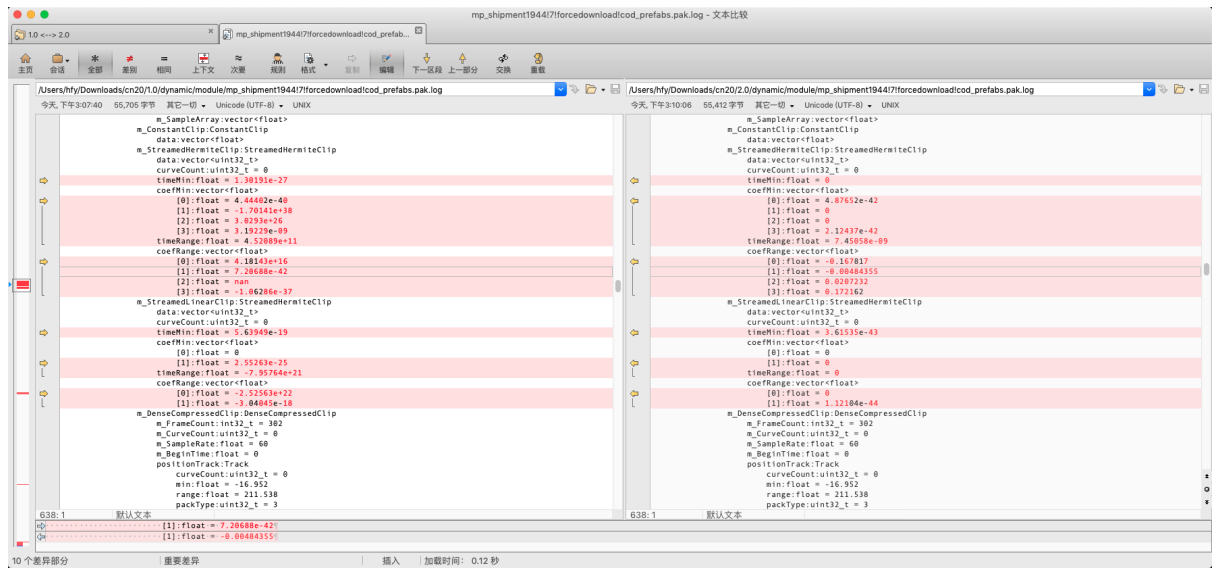 mp_shipment1944!7!forcedownload!cod_prefabs.pak.log - 文本比较
1.0 <--> 2.0
mp_shipment1944!7!forcedownload!cod_prefab...
主页 会话 全部 差别 相同 上下文 次要 规则 格式 复制 编辑 下一区段 上一部分 交换 重载
/Users/hfy/Downloads/cn20/1.0/dynamic/module/mp_shipment1944!7!forcedownload!cod_prefabs.pak.log
今天, 下午3:07:40 55,705 字节 其它一切 Unicode (UTF-8) UNIX
m_SampleArray:vector<float>
m_ConstantClip:ConstantClip
data:vector<float>
m_StreamedHermiteClip:StreamedHermiteClip
data:vector<uint32_t>
curveCount:uint32_t = 0
timeMin:float = 1.30191e-27
coefMin:vector<float>
[0]:float = 4.44402e-40
[1]:float = -1.70141e+38
[2]:float = 3.0293e+26
[3]:float = 3.19229e-09
timeRange:float = 4.52089e+11
coefRange:vector<float>
[0]:float = 4.18143e+16
[1]:float = 7.20688e-42
[2]:float = nan
[3]:float = -1.06286e-37
m_StreamedLinearClip:StreamedHermiteClip
data:vector<uint32_t>
curveCount:uint32_t = 0
timeMin:float = 5.63949e-19
coefMin:vector<float>
[0]:float = 0
[1]:float = 2.55263e-25
timeRange:float = -7.95764e+21
coefRange:vector<float>
[0]:float = -2.52563e+22
[1]:float = -3.04045e-18
m_DenseCompressedClip:DenseCompressedClip
m_FrameCount:int32_t = 302
m_CurveCount:uint32_t = 0
m_SampleRate:float = 60
m_BeginTime:float = 0
positionTrack:Track
curveCount:uint32_t = 0
min:float = -16.952
range:float = 211.538
packType:uint32_t = 3
638: 1 默认文本
/Users/hfy/Downloads/cn20/2.0/dynamic/module/mp_shipment1944!7!forcedownload!cod_prefabs.pak.log
今天, 下午3:10:06 55,412 字节 其它一切 Unicode (UTF-8) UNIX
m_SampleArray:vector<float>
m_ConstantClip:ConstantClip
data:vector<float>
m_StreamedHermiteClip:StreamedHermiteClip
data:vector<uint32_t>
curveCount:uint32_t = 0
timeMin:float = 0
coefMin:vector<float>
[0]:float = 4.87652e-42
[1]:float = 0
[2]:float = 0
[3]:float = 2.12437e-42
timeRange:float = 7.45058e-09
coefRange:vector<float>
[0]:float = -0.167817
[1]:float = -0.00484355
[2]:float = 0.0207232
[3]:float = 0.172162
m_StreamedLinearClip:StreamedHermiteClip
data:vector<uint32_t>
curveCount:uint32_t = 0
timeMin:float = 3.61535e-43
coefMin:vector<float>
[0]:float = 0
[1]:float = 0
timeRange:float = 0
coefRange:vector<float>
[0]:float = 0
[1]:float = 1.12104e-44
m_DenseCompressedClip:DenseCompressedClip
m_FrameCount:int32_t = 302
m_CurveCount:uint32_t = 0
m_SampleRate:float = 60
m_BeginTime:float = 0
positionTrack:Track
curveCount:uint32_t = 0
min:float = -16.952
range:float = 211.538
packType:uint32_t = 3
638: 1 默认文本
[1]:float = 7.20688e-42
[1]:float = -0.00484355
10 个差异部分 重要差异 插入 加载时间: 0.12 秒